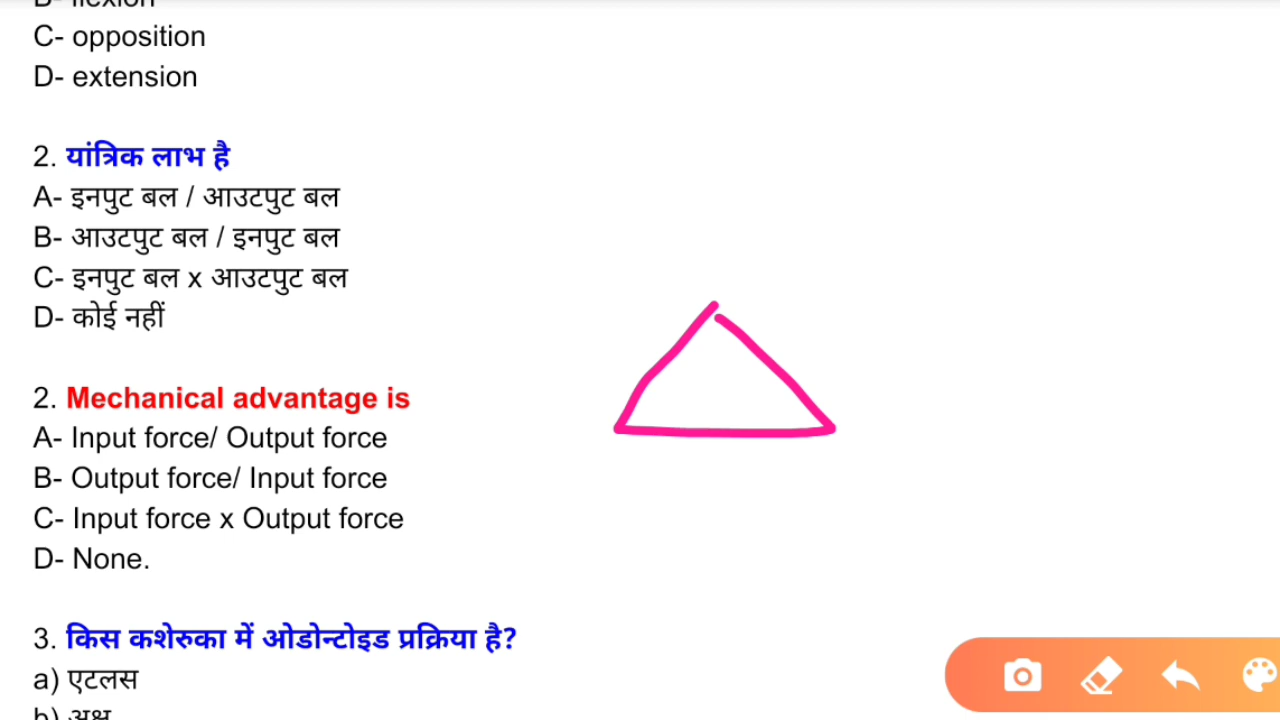 B- flexion
C- opposition
D- extension
2. यांत्रिक लाभ है
A- इनपुट बल / आउटपुट बल
B- आउटपुट बल / इनपुट बल
C- इनपुट बल x आउटपुट बल
D- कोई नहीं
2. Mechanical advantage is
A- Input force/ Output force
B- Output force/ Input force
C- Input force x Output force
D- None.
3. किस कशेरुका में ओडोन्टोइड प्रक्रिया है?
a) एटलस
b) अक्ष